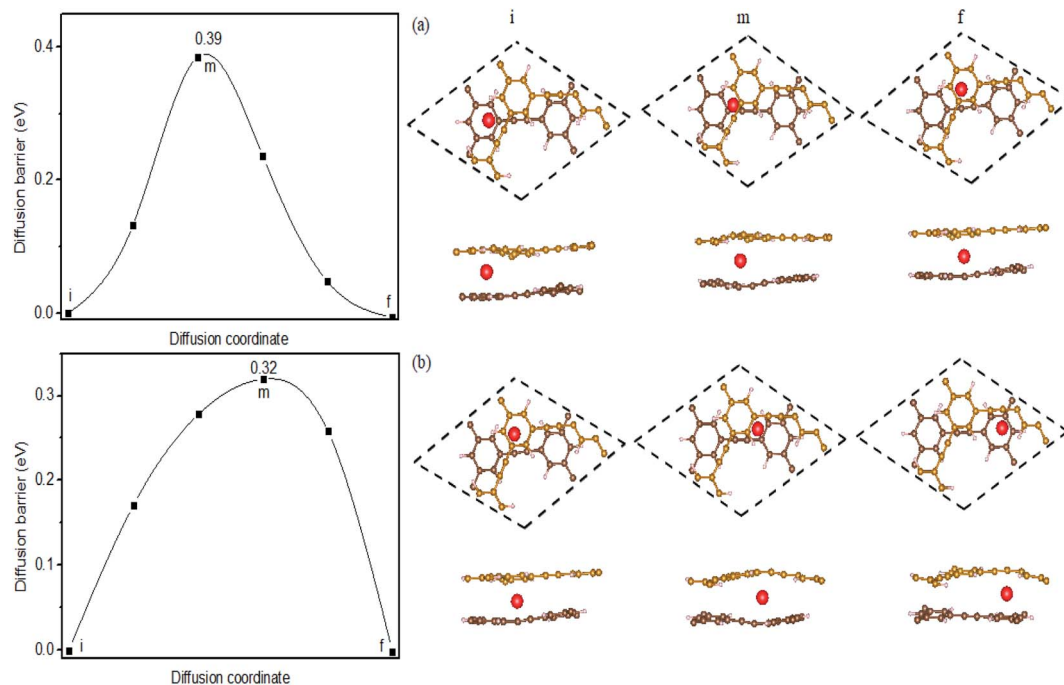 (a)
i
m
f
0.39
m
0.4
0.2
0.0
Diffusion barrier (eV)
i
f
Diffusion coordinate
(b)
0.32
m
0.3
0.2
0.1
0.0
Diffusion barrier (eV)
i
f
Diffusion coordinate